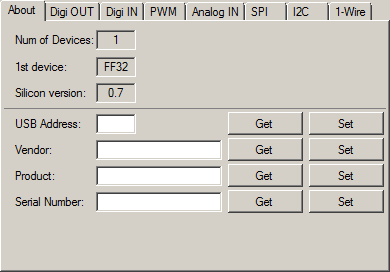 About Digi OUT Digi IN PWM Analog IN SPI I2C 1-Wire
Num of Devices: 1
1st device: FF32
Silicon version: 0.7
USB Address: Get Set
Vendor: Get Set
Product: Get Set
Serial Number: Get Set